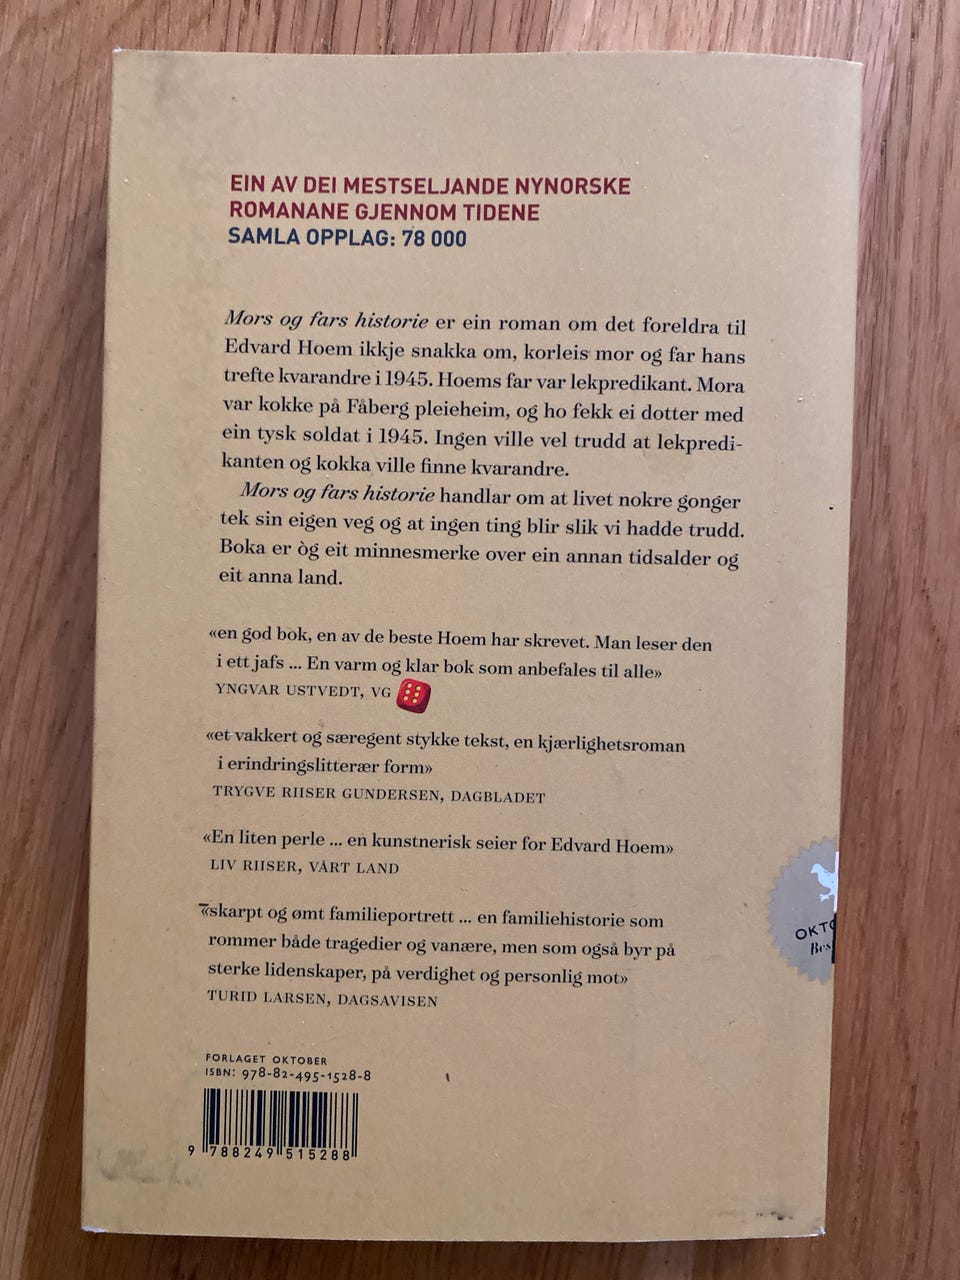 EIN AV DEI MESTSELJANDE NYNORSKE
ROMANANE GJENNOM TIDENE
SAMLA OPPLAG: 78 000
Mors og fars historie er ein roman om det foreldra til
Edvard Hoem ikkje snakka om, korleis mor og far hans
trefte kvarandre i 1945. Hoems far var lekpredikant. Mora
var kokke på Fåberg pleieheim, og ho fekk ei dotter med
ein tysk soldat i 1945. Ingen ville vel trudd at lekpredi-
kanten og kokka ville finne kvarandre.
Mors og fars historie handlar om at livet nokre gonger
tek sin eigen veg og at ingen ting blir slik vi hadde trudd.
Boka er òg eit minnesmerke over ein annan tidsalder og
eit anna land.
«en god bok, en av de beste Hoem har skrevet. Man leser den
i ett jafs ... En varm og klar bok som anbefales til alle»
YNGVAR USTVEDT, VG
«et vakkert og særegent stykke tekst, en kjærlighetsroman
i erindringslitterær form»
TRYGVE RIISER GUNDERSEN, DAGBLADET
«En liten perle ... en kunstnerisk seier for Edvard Hoem»
LIV RIISER, VÅRT LAND
«skarpt og ømt familieportrett ... en familiehistorie som
rommer både tragedier og vanære, men som også byr på
sterke lidenskaper, på verdighet og personlig mot»
TURID LARSEN, DAGSAVISEN
OKTO
Bes
FORLAGET OKTOBER
ISBN: 978-82-495-1528-8
9 788249 515288